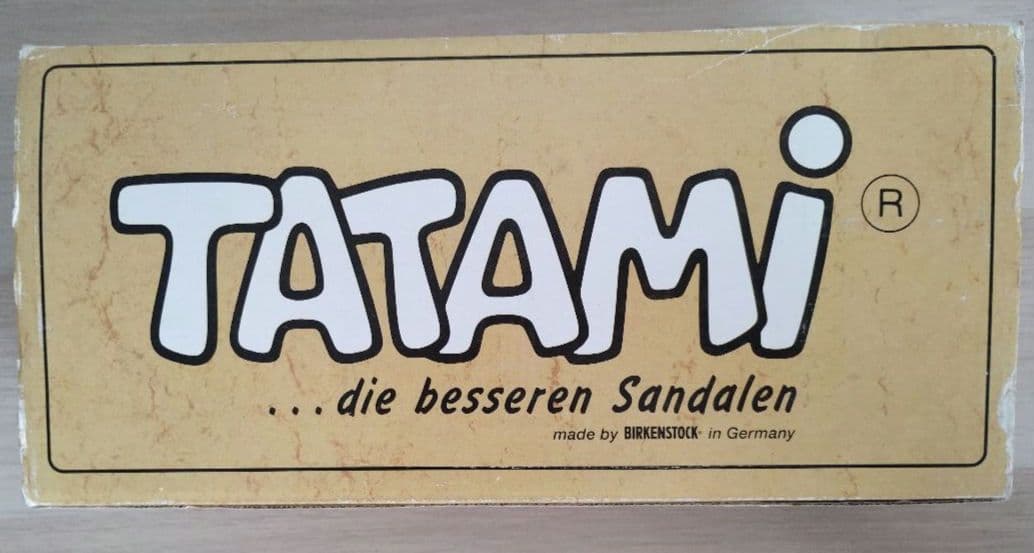 TATAMi ®
...die besseren Sandalen
made by BIRKENSTOCK® in Germany